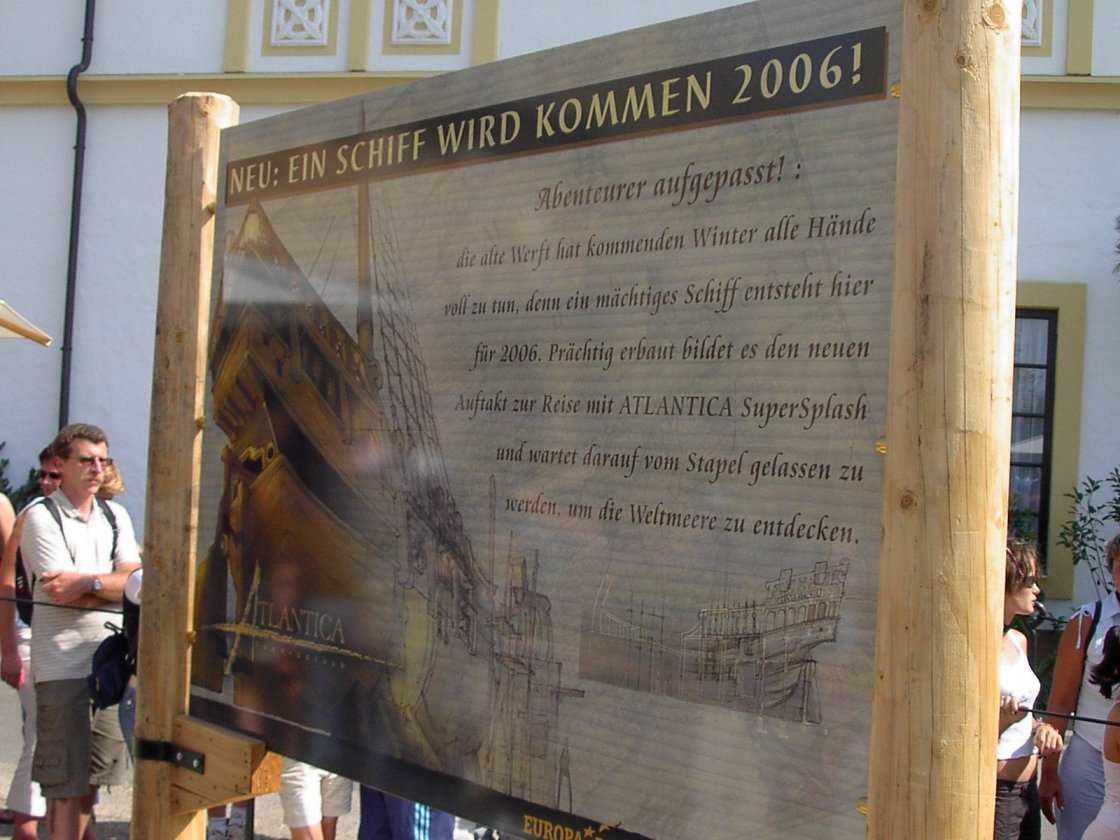 NEU: EIN SCHIFF WIRD KOMMEN 2006!
Abenteurer aufgepasst! :
die alte Werft hat kommenden Winter alle Hände
voll zu tun, denn ein mächtiges Schiff entsteht hier
für 2006. Prächtig erbaut bildet es den neuen
Auftakt zur Reise mit ATLANTICA SuperSplash
und wartet darauf vom Stapel gelassen zu
werden, um die Weltmeere zu entdecken.
ATLANTICA
supersplash
EUROPA